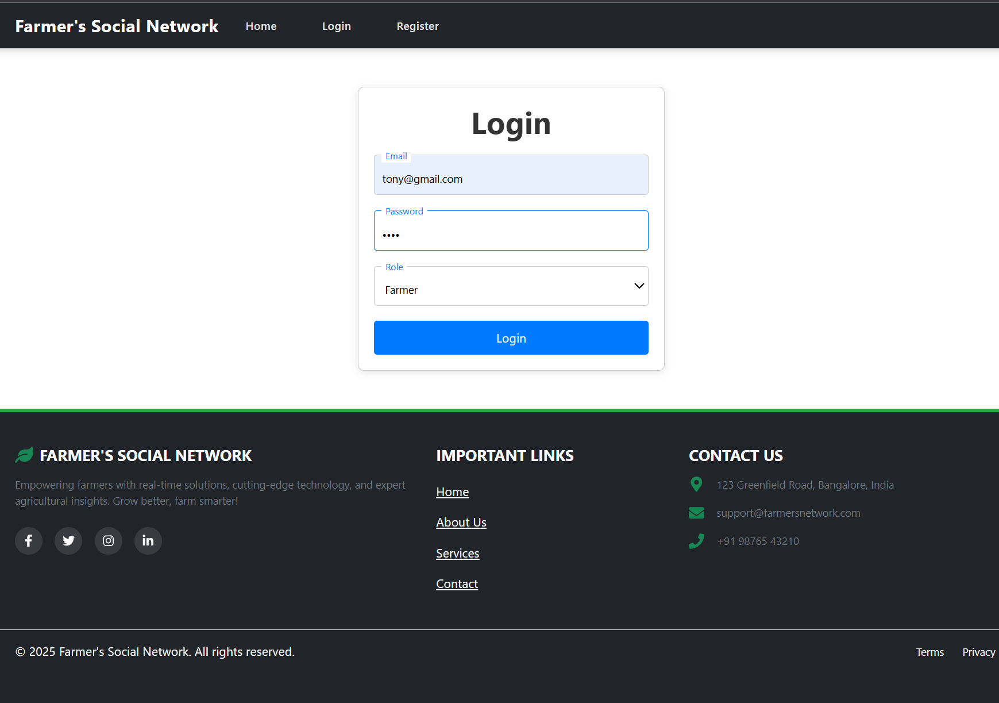 Farmer's Social Network Home Login Register
Login
Email
tony@gmail.com
Password
••••
Role
Farmer
Login
FARMER'S SOCIAL NETWORK
Empowering farmers with real-time solutions, cutting-edge technology, and expert
agricultural insights. Grow better, farm smarter!
IMPORTANT LINKS
Home
About Us
Services
Contact
CONTACT US
123 Greenfield Road, Bangalore, India
support@farmersnetwork.com
+91 98765 43210
© 2025 Farmer's Social Network. All rights reserved.
Terms Privacy